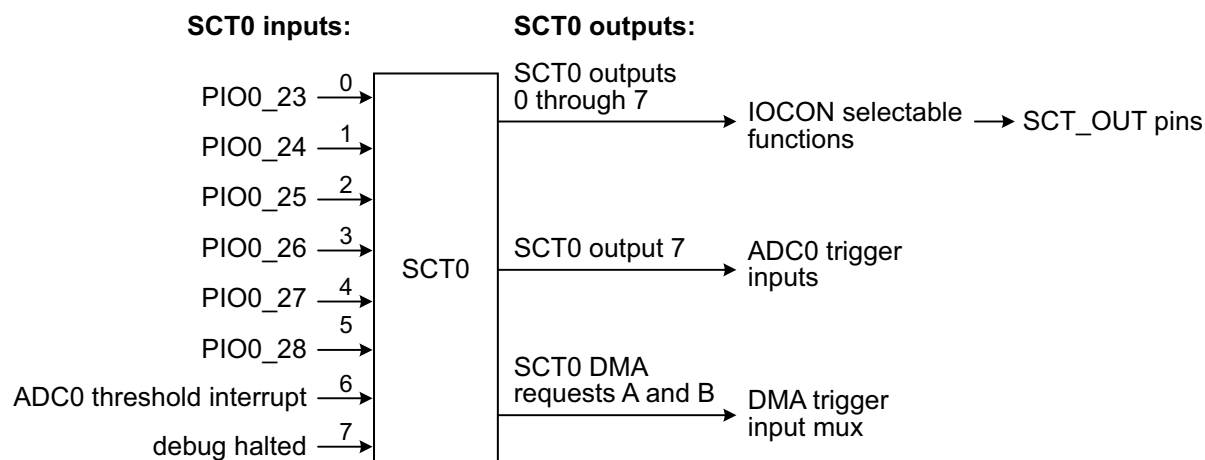 SCT0 inputs:
SCT0 outputs:
PIO0_23
0
PIO0_24
1
PIO0_25
2
PIO0_26
3
PIO0_27
4
PIO0_28
5
ADC0 threshold interrupt
6
debug halted
7
SCT0
SCT0 outputs
0 through 7
IOCON selectable
functions
SCT_OUT pins
SCT0 output 7
ADC0 trigger
inputs
SCT0 DMA
requests A and B
DMA trigger
input mux